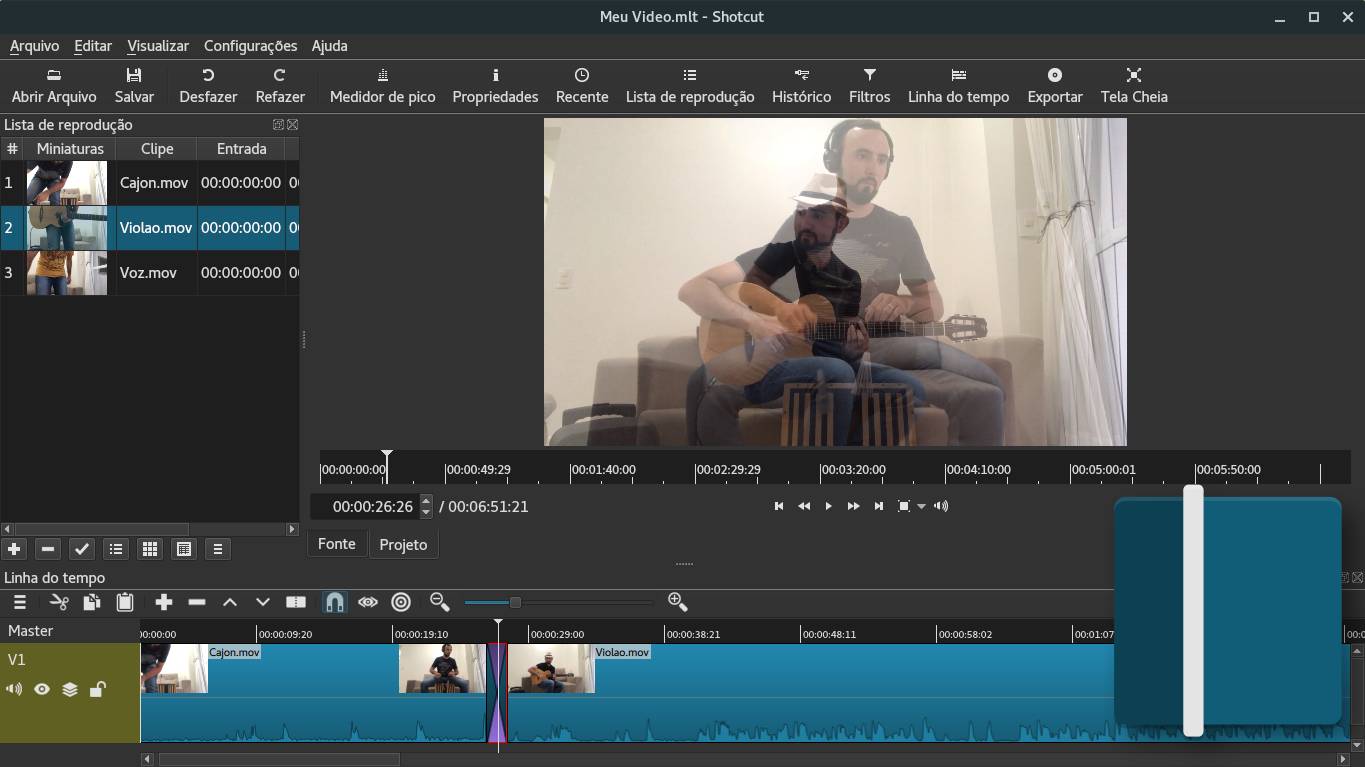 Meu Video.mlt - Shotcut
Arquivo Editar Visualizar Configurações Ajuda
Abrir Arquivo Salvar Desfazer Refazer Medidor de pico Propriedades Recente Lista de reprodução Histórico Filtros Linha do tempo Exportar Tela Cheia
Lista de reprodução
# Miniaturas Clipe Entrada
1 Cajon.mov 00:00:00:00
2 Violao.mov 00:00:00:00
3 Voz.mov 00:00:00:00
00:00:00:00 00:00:49:29 00:01:40:00 00:02:29:29 00:03:20:00 00:04:10:00 00:05:00:01 00:05:50:00
00:00:26:26 / 00:06:51:21
Fonte Projeto
Linha do tempo
Master
00:00:09:20 00:00:19:10 00:00:29:00 00:00:38:21 00:00:48:11 00:00:58:02 00:01:07
V1
Cajon.mov Violao.mov